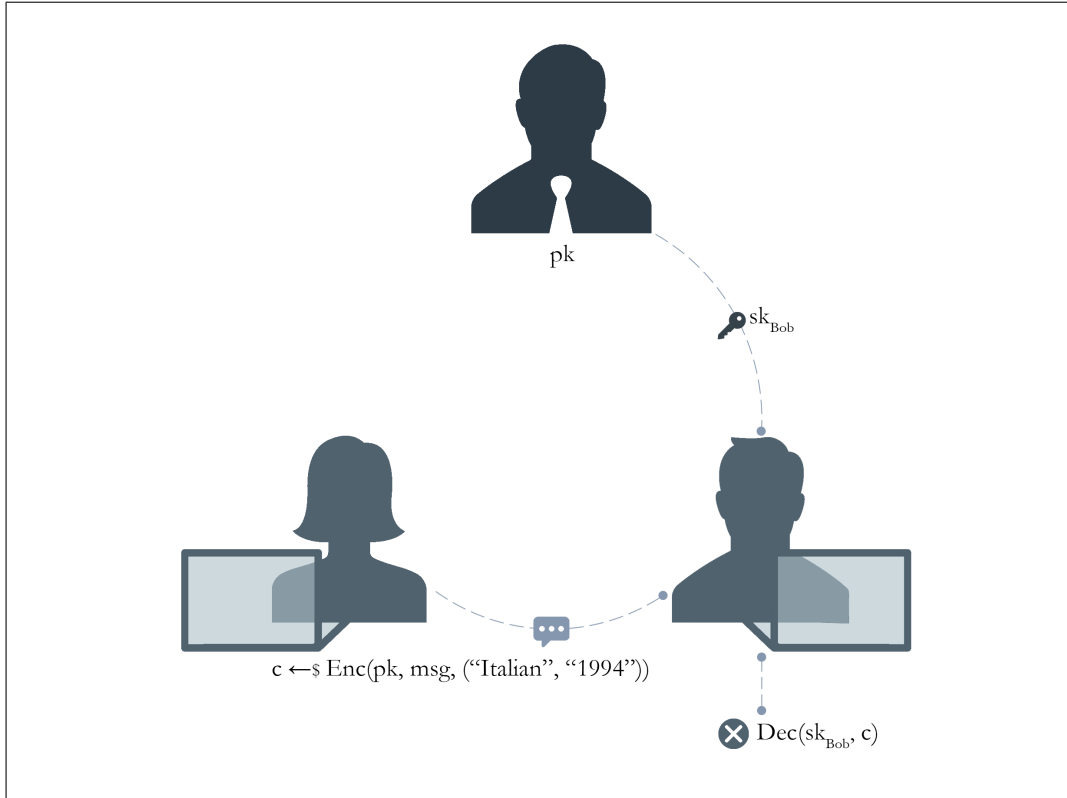 pk
sk_Bob
c ←$ Enc(pk, msg, (“Italian”, “1994”))
Dec(sk_Bob, c)